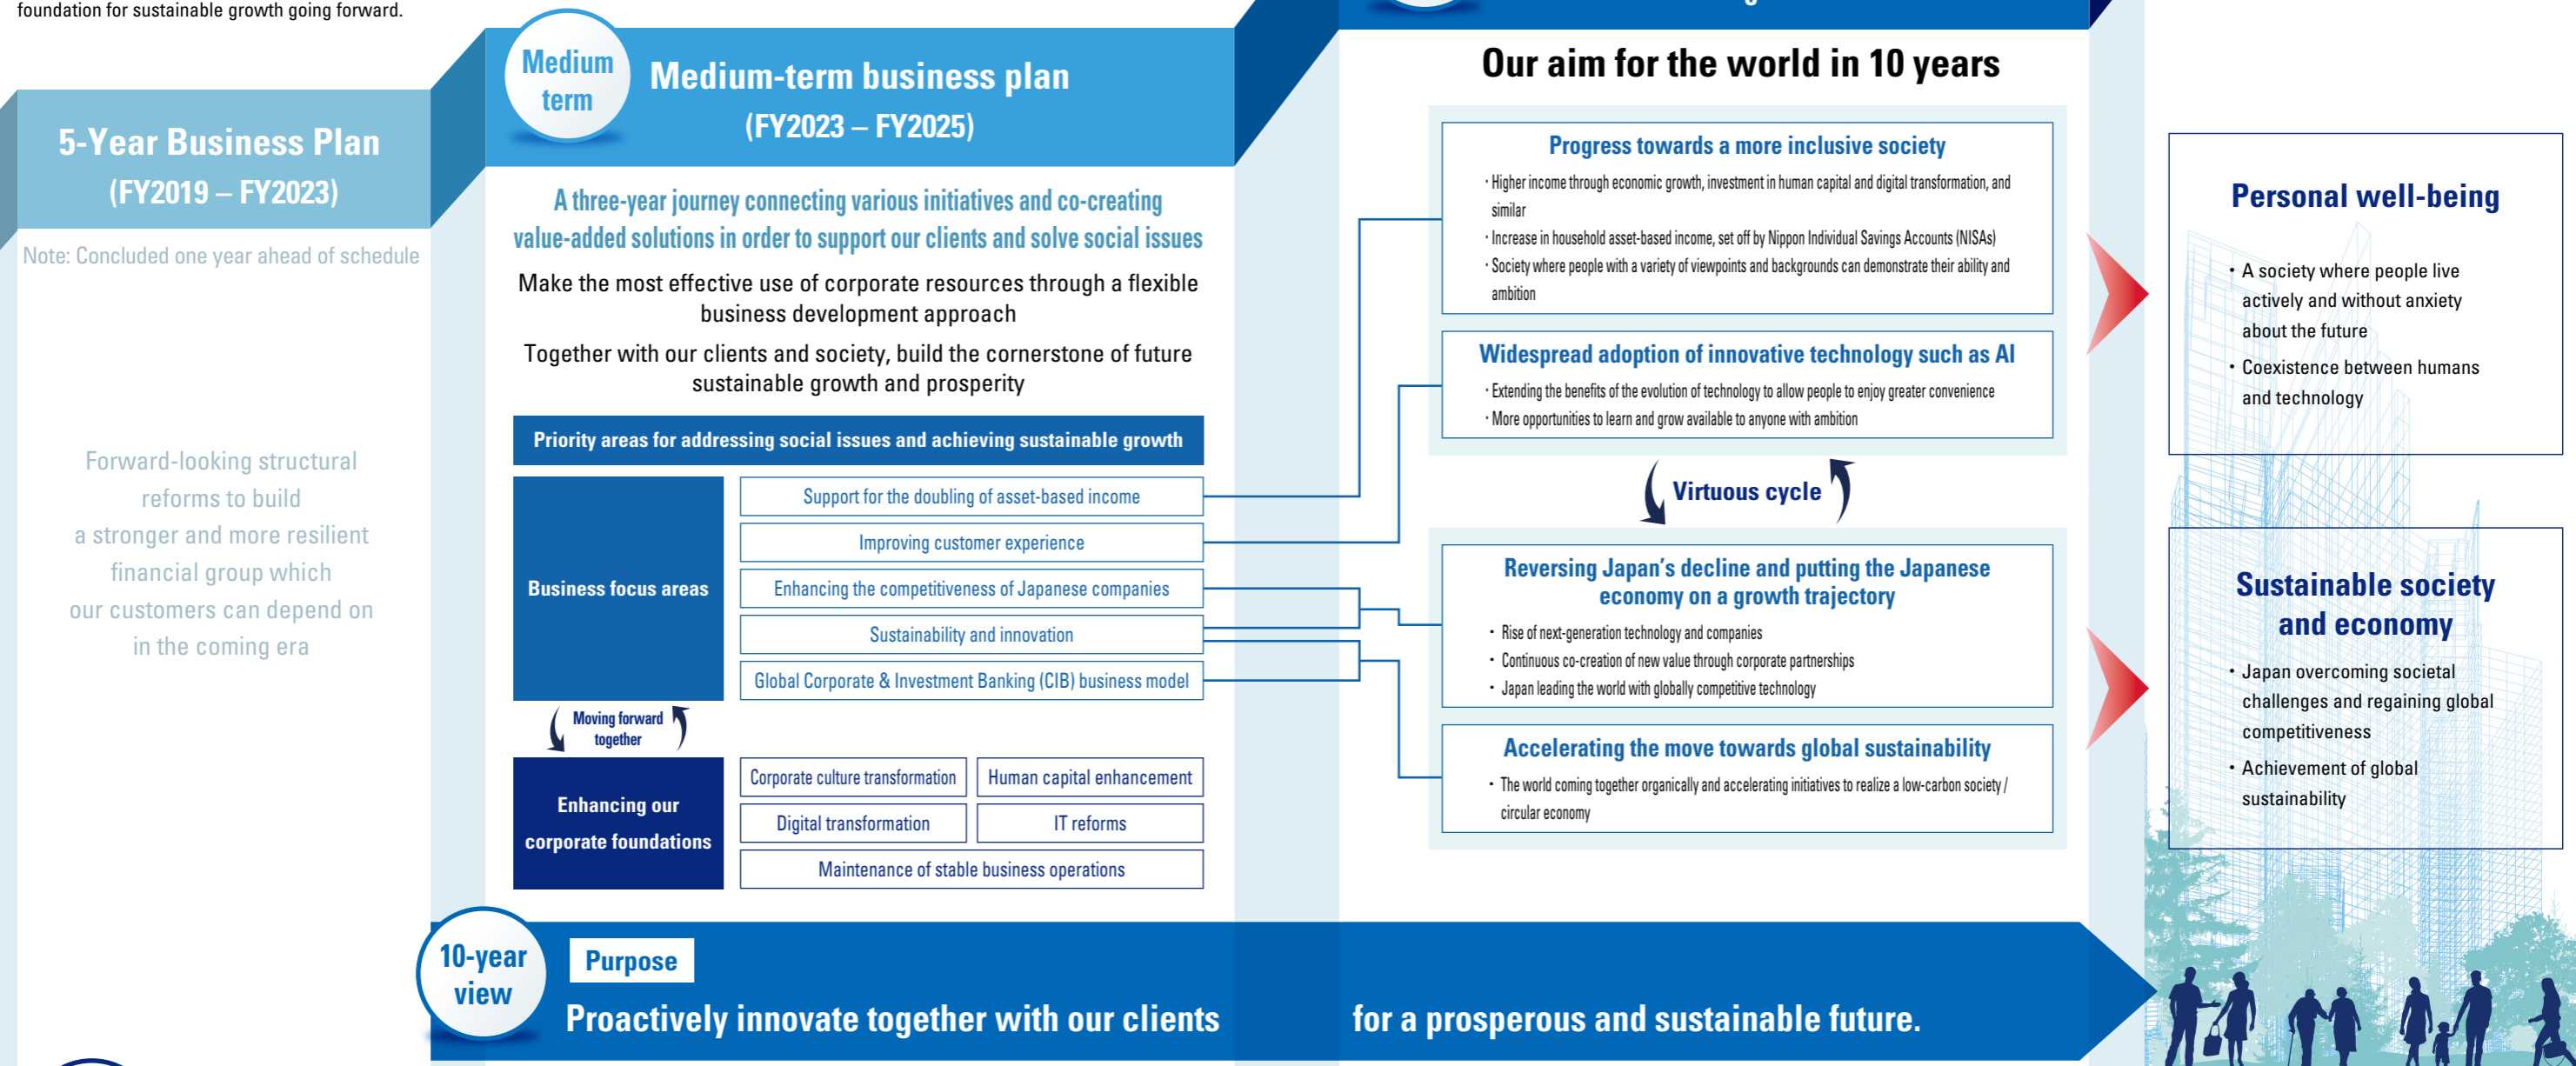 foundation for sustainable growth going forward.
5-Year Business Plan
(FY2019 – FY2023)
Note: Concluded one year ahead of schedule
Forward-looking structural
reforms to build
a stronger and more resilient
financial group which
our customers can depend on
in the coming era
Medium
term
Medium-term business plan
(FY2023 – FY2025)
A three-year journey connecting various initiatives and co-creating
value-added solutions in order to support our clients and solve social issues
Make the most effective use of corporate resources through a flexible
business development approach
Together with our clients and society, build the cornerstone of future
sustainable growth and prosperity
Priority areas for addressing social issues and achieving sustainable growth
Business focus areas
Support for the doubling of asset-based income
Improving customer experience
Enhancing the competitiveness of Japanese companies
Sustainability and innovation
Global Corporate & Investment Banking (CIB) business model
Moving forward
together
Enhancing our
corporate foundations
Corporate culture transformation
Human capital enhancement
Digital transformation
IT reforms
Maintenance of stable business operations
Our aim for the world in 10 years
Progress towards a more inclusive society
· Higher income through economic growth, investment in human capital and digital transformation, and
similar
· Increase in household asset-based income, set off by Nippon Individual Savings Accounts (NISAs)
· Society where people with a variety of viewpoints and backgrounds can demonstrate their ability and
ambition
Widespread adoption of innovative technology such as AI
· Extending the benefits of the evolution of technology to allow people to enjoy greater convenience
· More opportunities to learn and grow available to anyone with ambition
Virtuous cycle
Reversing Japan's decline and putting the Japanese
economy on a growth trajectory
• Rise of next-generation technology and companies
• Continuous co-creation of new value through corporate partnerships
• Japan leading the world with globally competitive technology
Accelerating the move towards global sustainability
• The world coming together organically and accelerating initiatives to realize a low-carbon society /
circular economy
Personal well-being
• A society where people live
actively and without anxiety
about the future
• Coexistence between humans
and technology
Sustainable society
and economy
• Japan overcoming societal
challenges and regaining global
competitiveness
• Achievement of global
sustainability
10-year
view
Purpose
Proactively innovate together with our clients for a prosperous and sustainable future.